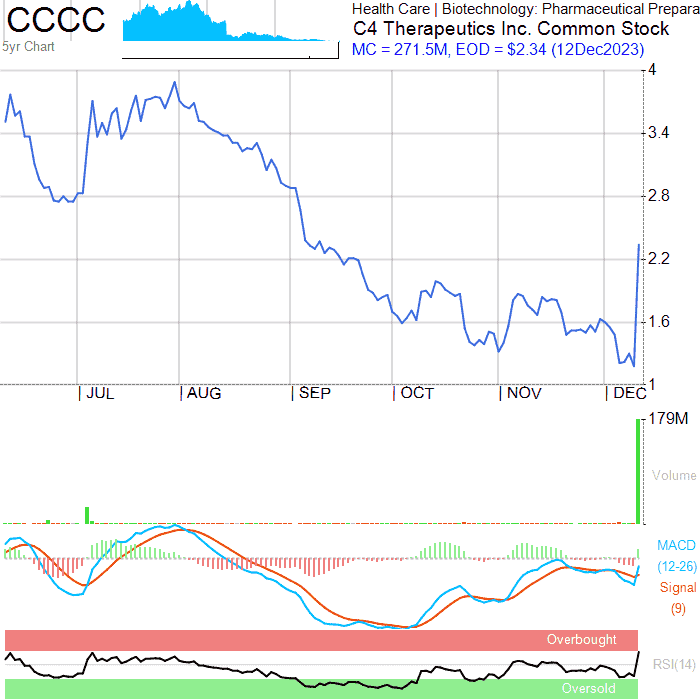 CCCC
5yr Chart
Health Care | Biotechnology: Pharmaceutical Prepara
C4 Therapeutics Inc. Common Stock
MC = 271.5M, EOD = $2.34 (12Dec2023)
4
3.4
2.8
2.2
1.6
1
| JUL | AUG | SEP | OCT | NOV | DEC
179M
Volume
MACD
(12-26)
Signal
(9)
Overbought
RSI(14)
Oversold